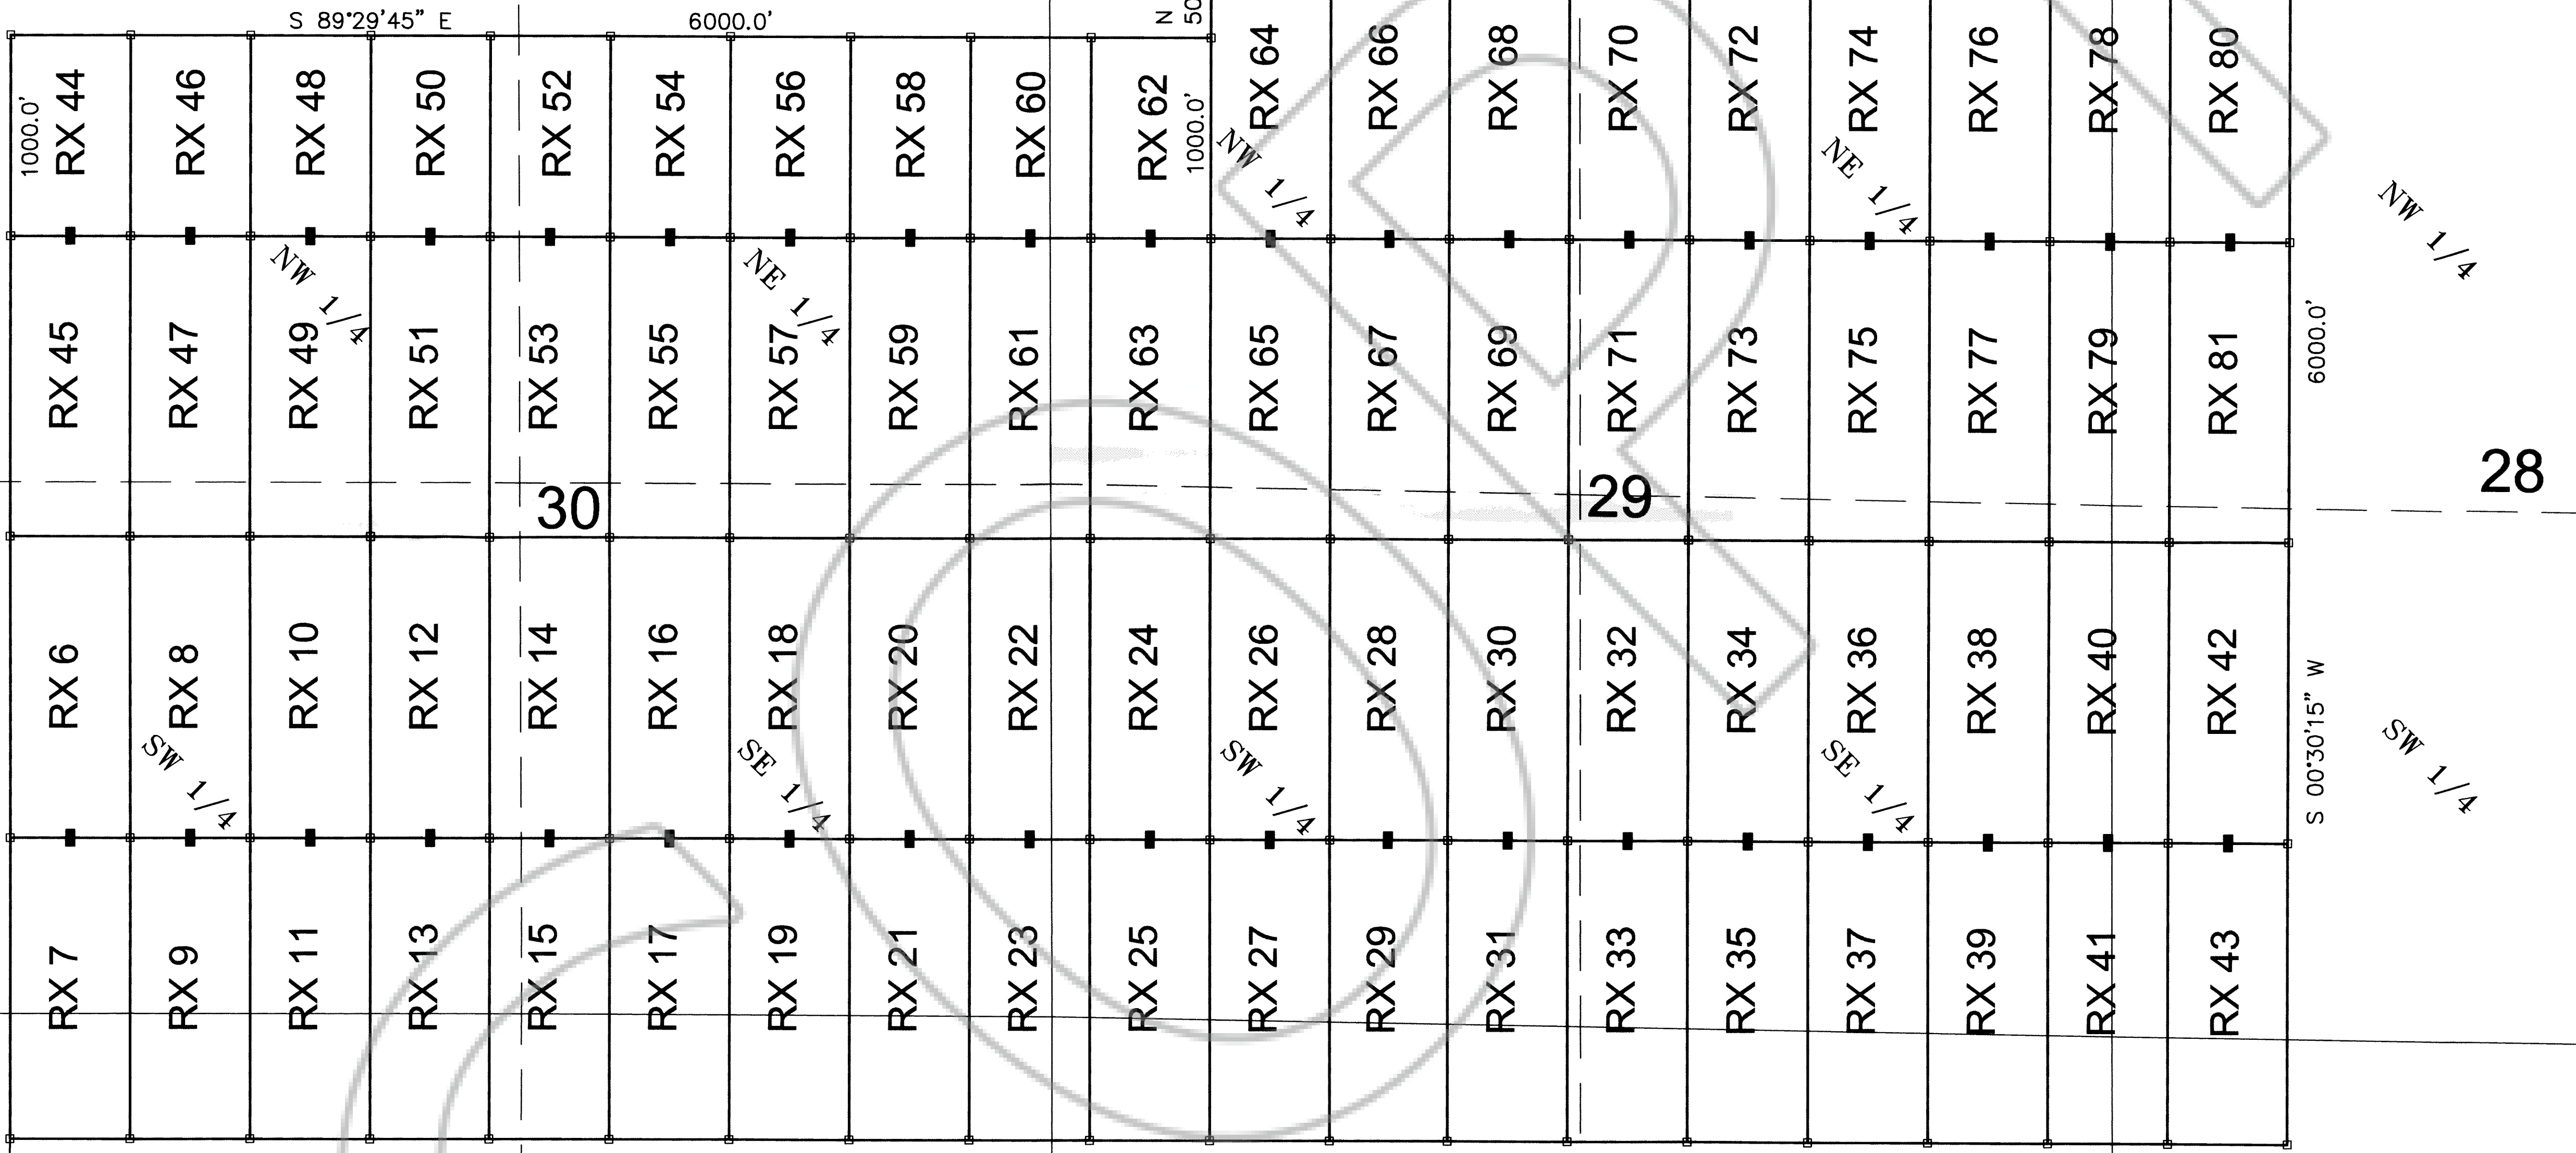 S 89°29'45" E 6000.0'
N 50
1000.0'
RX 44
RX 46
RX 48
RX 50
RX 52
RX 54
RX 56
RX 58
RX 60
RX 62
1000.0'
RX 64
RX 66
RX 68
RX 70
RX 72
RX 74
RX 76
RX 78
RX 80
NW 1/4
NE 1/4
NW 1/4
NW 1/4
NE 1/4
RX 45
RX 47
RX 49
RX 51
RX 53
RX 55
RX 57
RX 59
RX 61
RX 63
RX 65
RX 67
RX 69
RX 71
RX 73
RX 75
RX 77
RX 79
RX 81
6000.0'
30
29
28
RX 6
RX 8
RX 10
RX 12
RX 14
RX 16
RX 18
RX 20
RX 22
RX 24
RX 26
RX 28
RX 30
RX 32
RX 34
RX 36
RX 38
RX 40
RX 42
S 00°30'15" W
SW 1/4
SE 1/4
SW 1/4
SE 1/4
SW 1/4
RX 7
RX 9
RX 11
RX 13
RX 15
RX 17
RX 19
RX 21
RX 23
RX 25
RX 27
RX 29
RX 31
RX 33
RX 35
RX 37
RX 39
RX 41
RX 43